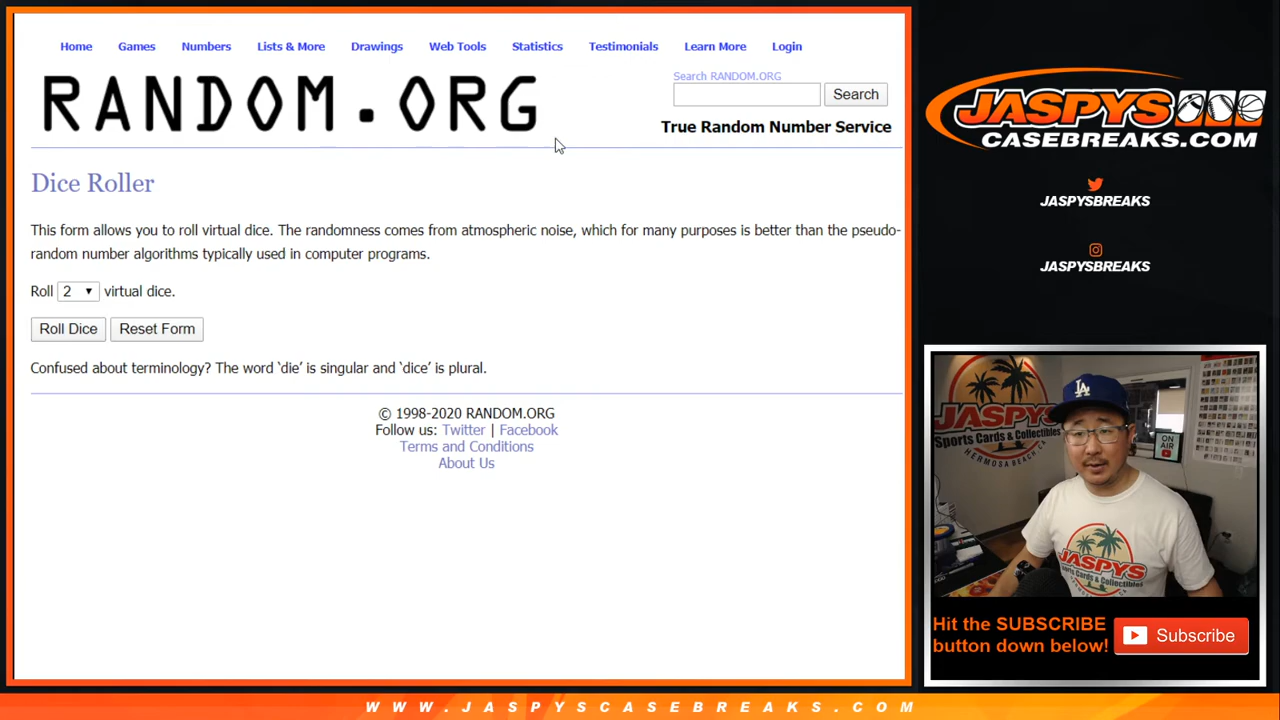 Home Games Numbers Lists & More Drawings Web Tools Statistics Testimonials Learn More Login
RANDOM.ORG
Search RANDOM.ORG
Search
True Random Number Service
Dice Roller
This form allows you to roll virtual dice. The randomness comes from atmospheric noise, which for many purposes is better than the pseudo-
random number algorithms typically used in computer programs.
Roll 2 virtual dice.
Roll Dice Reset Form
Confused about terminology? The word ‘die’ is singular and ‘dice’ is plural.
© 1998-2020 RANDOM.ORG
Follow us: Twitter | Facebook
Terms and Conditions
About Us
JASPYS
CASEBREAKS.COM
JASPYSBREAKS
JASPYSBREAKS
JASPYS
Sports Cards & Collectibles
HERMOSA BEACH CA
LA
ON
AIR
JASPYS
Hit the SUBSCRIBE
button down below!
Subscribe
WWW.JASPYSCASEBREAKS.COM